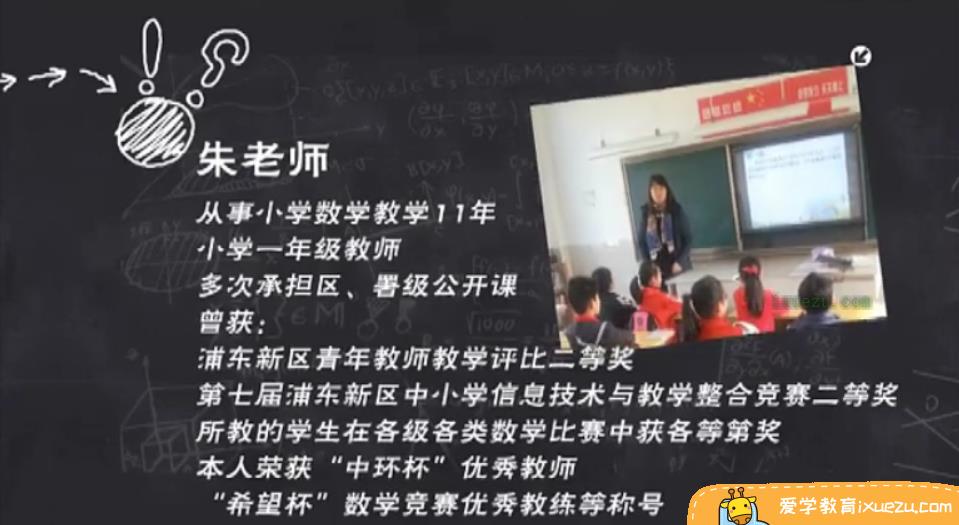 朱老师
从事小学数学教学11年
小学一年级教师
多次承担区、署级公开课
曾获：
浦东新区青年教师教学评比二等奖
第七届浦东新区中小学信息技术与教学整合竞赛二等奖
所教的学生在各级各类数学比赛中获各等第奖
本人荣获“中环杯”优秀教师
“希望杯”数学竞赛优秀教练等称号
爱学教育ixuezu.com